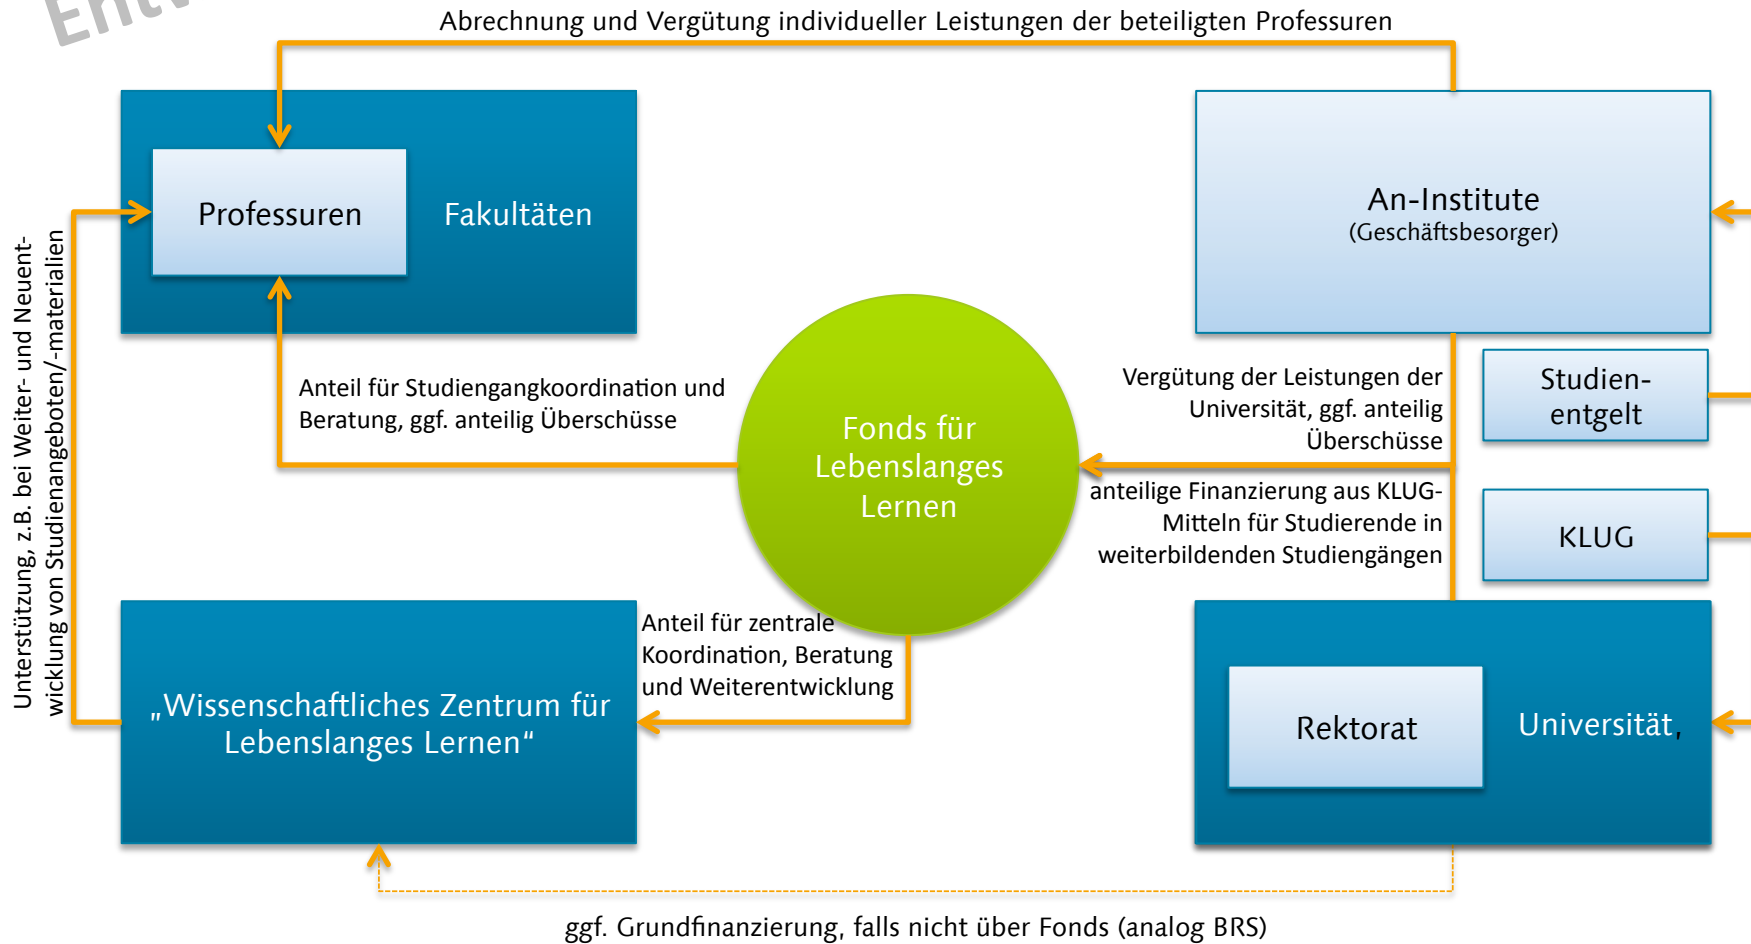 Abrechnung und Vergütung individueller Leistungen der beteiligten Professuren
Professuren
Fakultäten
An-Institute
(Geschäftsbesorger)
Unterstützung, z.B. bei Weiter- und Neuent-
wicklung von Studienangeboten/-materialien
Anteil für Studiengangkoordination und
Beratung, ggf. anteilig Überschüsse
Fonds für
Lebenslanges
Lernen
Vergütung der Leistungen der
Universität, ggf. anteilig
Überschüsse
anteilige Finanzierung aus KLUG-
Mitteln für Studierende in
weiterbildenden Studiengängen
Studien-
entgelt
KLUG
Anteil für zentrale
Koordination, Beratung
und Weiterentwicklung
„Wissenschaftliches Zentrum für
Lebenslanges Lernen“
Rektorat
Universität,
ggf. Grundfinanzierung, falls nicht über Fonds (analog BRS)